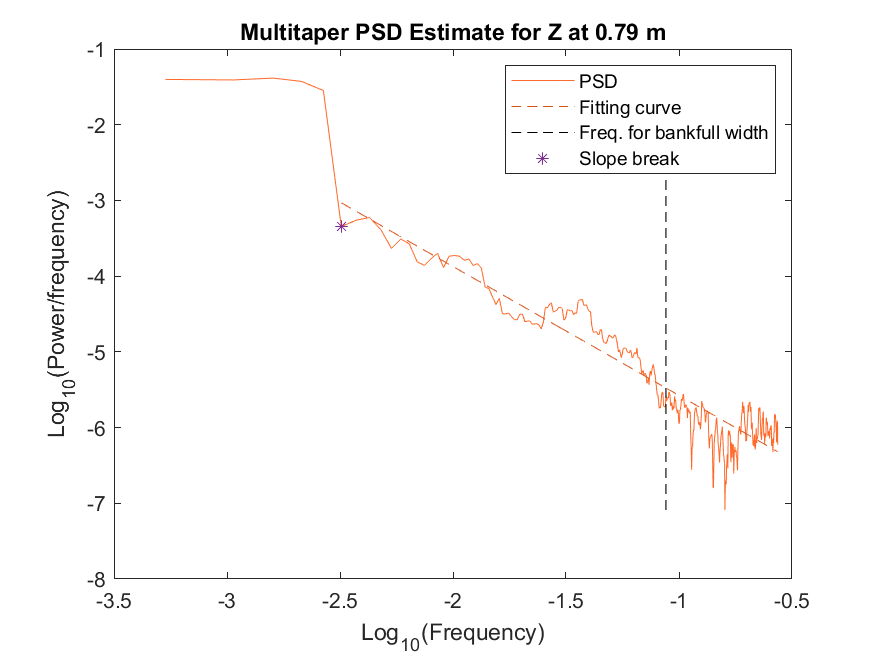 Multitaper PSD Estimate for Z at 0.79 m
PSD
Fitting curve
Freq. for bankfull width
Slope break
Log10(Power/frequency)
-1
-2
-3
-4
-5
-6
-7
-8
-3.5 -3 -2.5 -2 -1.5 -1 -0.5
Log10(Frequency)